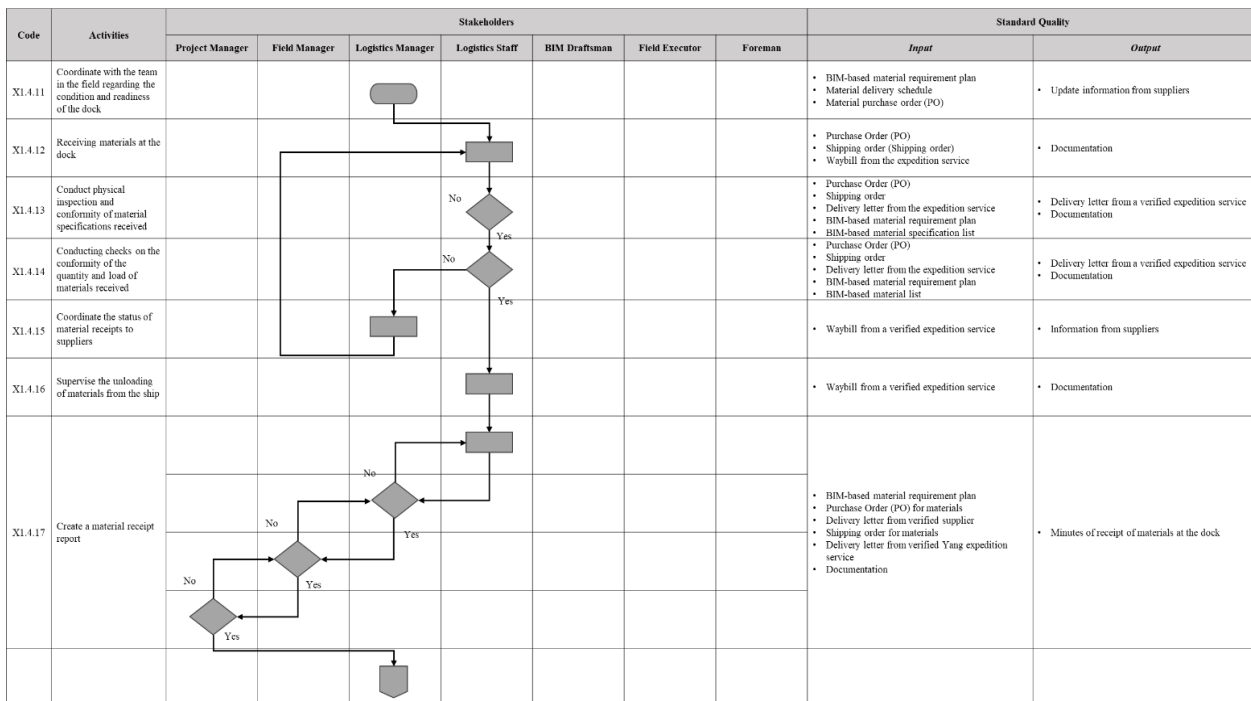 Code
Activities
Stakeholders
Standard Quality
Project Manager
Field Manager
Logistics Manager
Logistics Staff
BIM Draftsman
Field Executor
Foreman
Input
Output
X1.4.11
Coordinate with the team
in the field regarding the
condition and readiness
of the dock
• BIM-based material requirement plan
• Material delivery schedule
• Material purchase order (PO)
• Update information from suppliers
X1.4.12
Receiving materials at the
dock
• Purchase Order (PO)
• Shipping order (Shipping order)
• Waybill from the expedition service
• Documentation
X1.4.13
Conduct physical
inspection and
conformity of material
specifications received
No
Yes
• Purchase Order (PO)
• Shipping order
• Delivery letter from the expedition service
• BIM-based material requirement plan
• BIM-based material specification list
• Delivery letter from a verified expedition service
• Documentation
X1.4.14
Conducting checks on the
conformity of the
quantity and load of
materials received
No
Yes
• Purchase Order (PO)
• Shipping order
• Delivery letter from the expedition service
• BIM-based material requirement plan
• BIM-based material list
• Delivery letter from a verified expedition service
• Documentation
X1.4.15
Coordinate the status of
material receipts to
suppliers
• Waybill from a verified expedition service
• Information from suppliers
X1.4.16
Supervise the unloading
of materials from the ship
• Waybill from a verified expedition service
• Documentation
X1.4.17
Create a material receipt
report
No
Yes
No
Yes
No
Yes
• BIM-based material requirement plan
• Purchase Order (PO) for materials
• Delivery letter from verified supplier
• Shipping order for materials
• Delivery letter from verified Yang expedition
service
• Documentation
• Minutes of receipt of materials at the dock